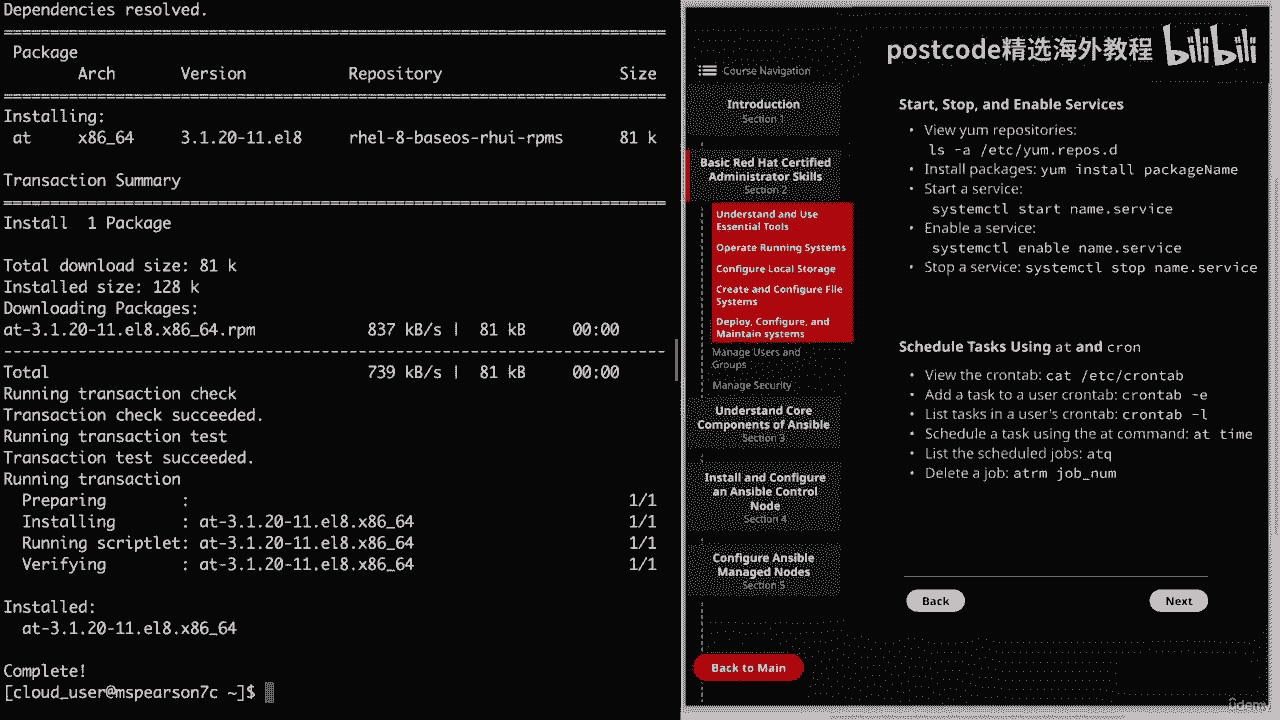 Dependencies resolved.
Package
Arch Version Repository Size
Installing:
at x86_64 3.1.20-11.el8 rhel-8-baseos-rhui-rpms 81 k
Transaction Summary
Install 1 Package
Total download size: 81 k
Installed size: 128 k
Downloading Packages:
at-3.1.20-11.el8.x86_64.rpm 837 kB/s | 81 kB 00:00
Total 739 kB/s | 81 kB 00:00
Running transaction check
Transaction check succeeded.
Running transaction test
Transaction test succeeded.
Running transaction
Preparing : 1/1
Installing : at-3.1.20-11.el8.x86_64 1/1
Running scriptlet: at-3.1.20-11.el8.x86_64 1/1
Verifying : at-3.1.20-11.el8.x86_64 1/1
Installed:
at-3.1.20-11.el8.x86_64
Complete!
[cloud_user@mspearson7c ~]$
postcode精选海外教程 bilibili
Course Navigation
Introduction
Section 1
Basic Red Hat Certified
Administrator Skills
Section 2
Understand and Use
Essential Tools
Operate Running Systems
Configure Local Storage
Create and Configure File
Systems
Deploy, Configure, and
Maintain systems
Manage Users and
Groups
Manage Security
Understand Core
Components of Ansible
Section 3
Install and Configure
an Ansible Control
Node
Section 4
Configure Ansible
Managed Nodes
Section 5
Back to Main
Start, Stop, and Enable Services
• View yum repositories:
ls -a /etc/yum.repos.d
• Install packages: yum install packageName
• Start a service:
systemctl start name.service
• Enable a service:
systemctl enable name.service
• Stop a service: systemctl stop name.service
Schedule Tasks Using at and cron
• View the crontab: cat /etc/crontab
• Add a task to a user crontab: crontab -e
• List tasks in a user's crontab: crontab -l
• Schedule a task using the at command: at time
• List the scheduled jobs: atq
• Delete a job: atrm job_num
Back
Next
ûdemy